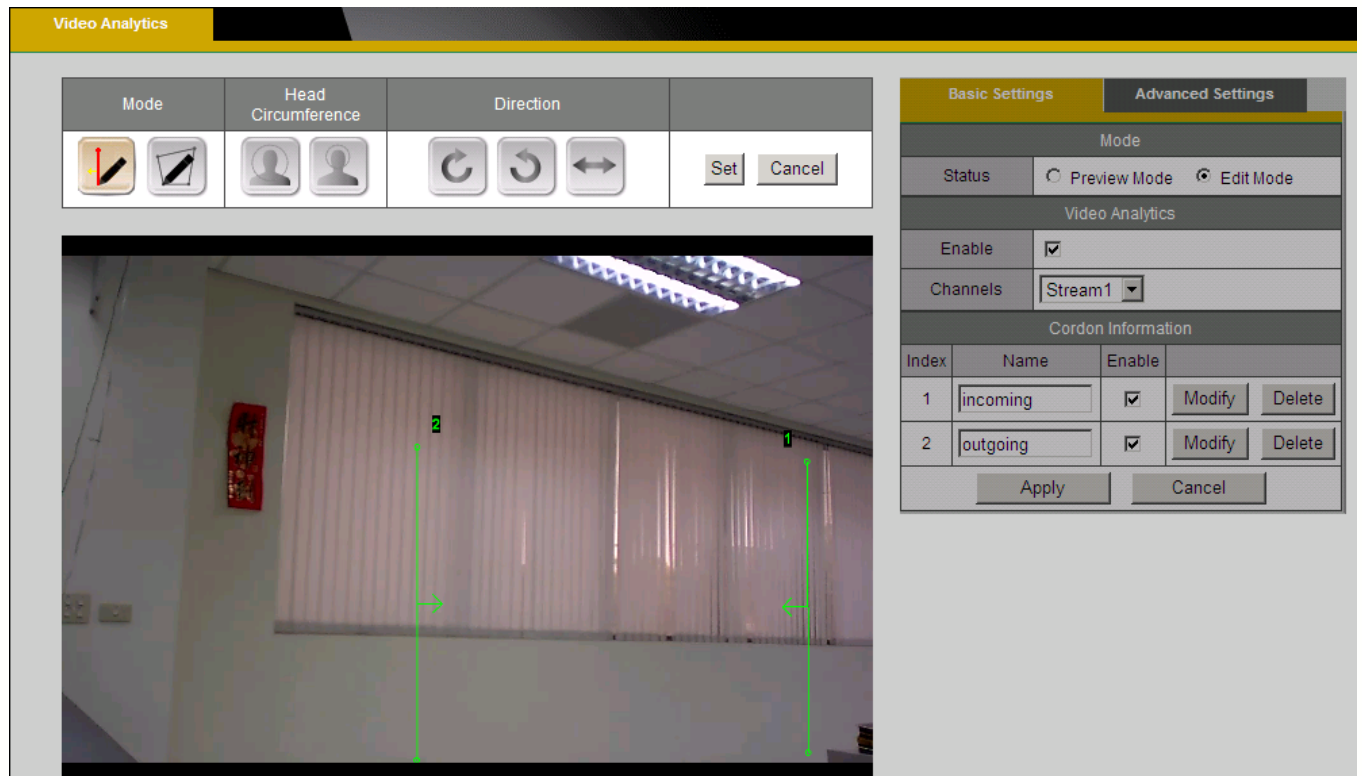 Video Analytics
Mode
Head Circumference
Direction
Set
Cancel
Basic Settings
Advanced Settings
Mode
Status
Preview Mode
Edit Mode
Video Analytics
Enable
Channels
Stream1
Cordon Information
Index
Name
Enable
1
incoming
Modify
Delete
2
outgoing
Modify
Delete
Apply
Cancel
2
1